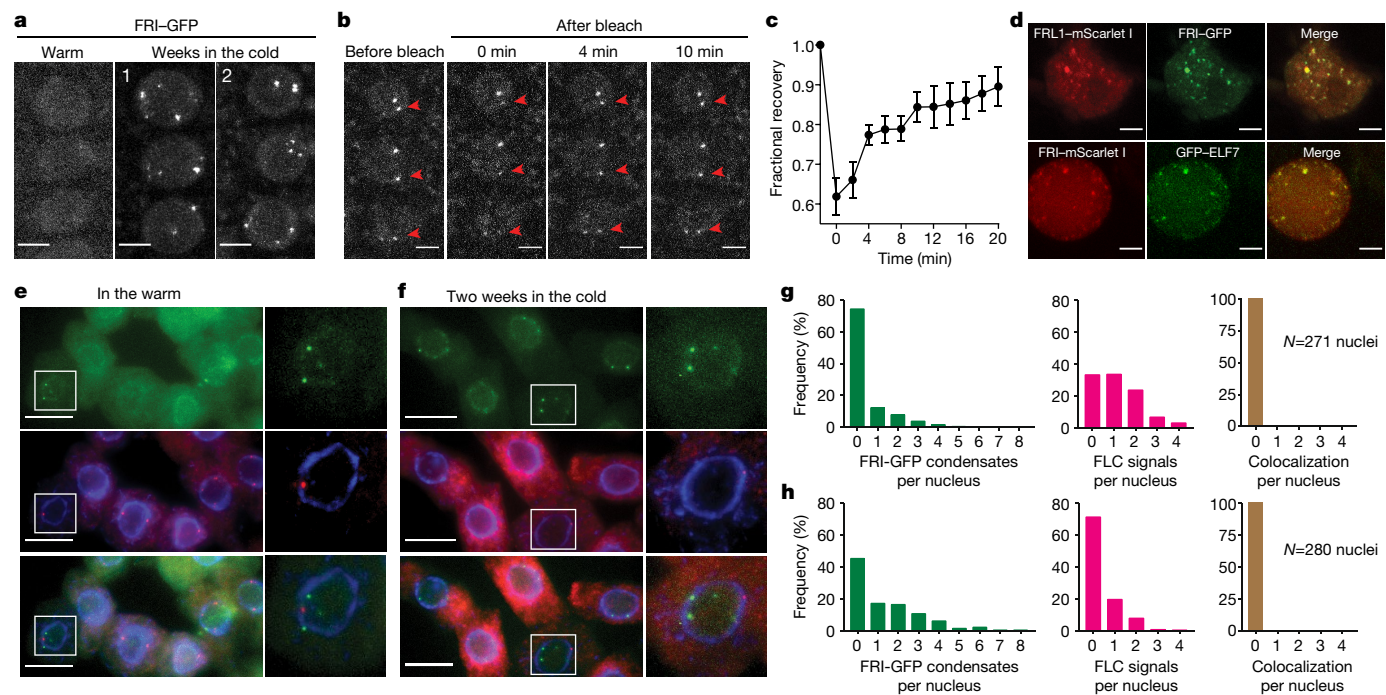 a
FRI–GFP
Warm
Weeks in the cold
1
2
b
After bleach
Before bleach
0 min
4 min
10 min
c
Fractional recovery
1.0
0.9
0.8
0.7
0.6
0
4
8
12
16
20
Time (min)
d
FRL1–mScarlet I
FRI–GFP
Merge
FRI–mScarlet I
GFP–ELF7
Merge
e
In the warm
f
Two weeks in the cold
g
Frequency (%)
80
60
40
20
0
0 1 2 3 4 5 6 7 8
FRI-GFP condensates
per nucleus
80
60
40
20
0
0 1 2 3 4
FLC signals
per nucleus
100
75
50
25
0
N=271 nuclei
0 1 2 3 4
Colocalization
per nucleus
h
Frequency (%)
80
60
40
20
0
0 1 2 3 4 5 6 7 8
FRI-GFP condensates
per nucleus
80
60
40
20
0
0 1 2 3 4
FLC signals
per nucleus
100
75
50
25
0
N=280 nuclei
0 1 2 3 4
Colocalization
per nucleus